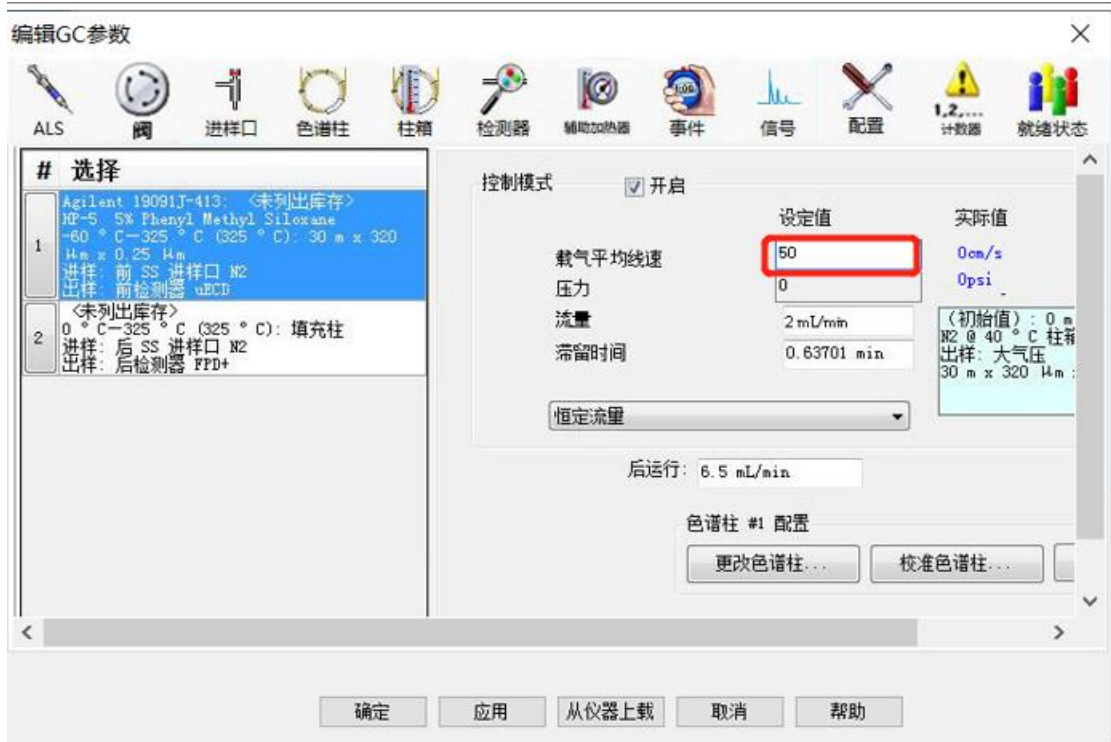 编辑GC参数
ALS
阀
进样口
色谱柱
柱箱
检测器
辅助加热器
事件
信号
配置
1,2,...
计数器
就绪状态
# 选择
1
Agilent 19091J-413: <未列出库存>
HP-5 5% Phenyl Methyl Siloxane
-60 °C—325 °C (325 °C): 30 m x 320
µm x 0.25 µm
进样: 前 SS 进样口 N2
出样: 前检测器 uECD
2
<未列出库存>
0 °C—325 °C (325 °C): 填充柱
进样: 后 SS 进样口 N2
出样: 后检测器 FPD+
控制模式
开启
设定值 实际值
载气平均线速 50 0cm/s
压力 0 0psi
流量 2 mL/min
滞留时间 0.63701 min
(初始值): 0 m
N2 @ 40 °C 柱箱
出样: 大气压
30 m x 320 µm
恒定流量
后运行: 6.5 mL/min
色谱柱 #1 配置
更改色谱柱...
校准色谱柱...
确定
应用
从仪器上载
取消
帮助